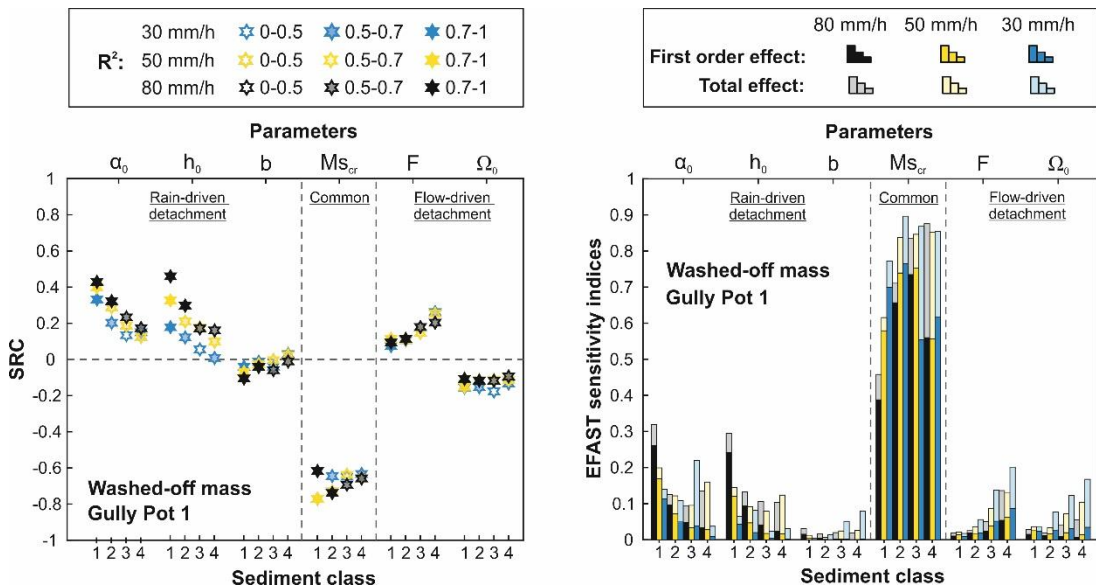 30 mm/h 0-0.5 0.5-0.7 0.7-1
R²: 50 mm/h 0-0.5 0.5-0.7 0.7-1
80 mm/h 0-0.5 0.5-0.7 0.7-1
Parameters
α₀ h₀ b Ms_cr F Ω₀
Rain-driven detachment
Common
Flow-driven detachment
1
0.8
0.6
0.4
0.2
0
-0.2
-0.4
-0.6
-0.8
-1
SRC
Washed-off mass
Gully Pot 1
1 2 3 4 1 2 3 4 1 2 3 4 1 2 3 4 1 2 3 4 1 2 3 4
Sediment class
80 mm/h 50 mm/h 30 mm/h
First order effect:
Total effect:
Parameters
α₀ h₀ b Ms_cr F Ω₀
Rain-driven detachment
Common
Flow-driven detachment
1
0.9
0.8
0.7
0.6
0.5
0.4
0.3
0.2
0.1
0
EFAST sensitivity indices
Washed-off mass
Gully Pot 1
1 2 3 4 1 2 3 4 1 2 3 4 1 2 3 4 1 2 3 4 1 2 3 4
Sediment class